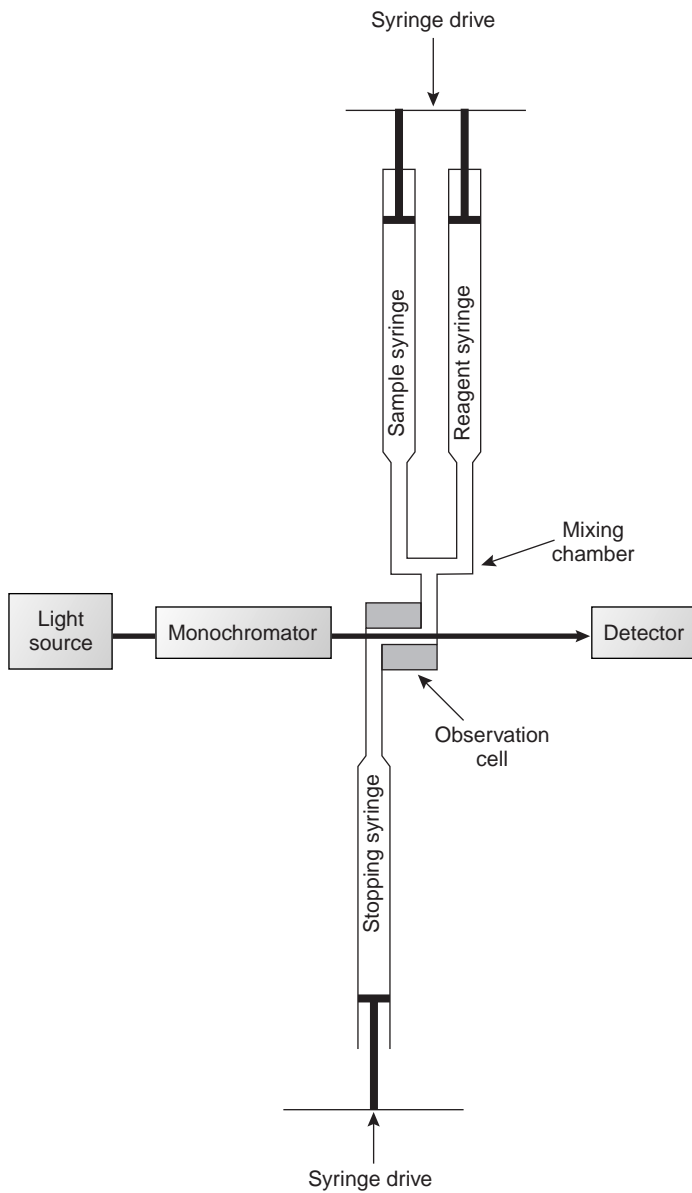 Syringe drive
Sample syringe
Reagent syringe
Mixing
chamber
Light
source
Monochromator
Detector
Observation
cell
Stopping syringe
Syringe drive